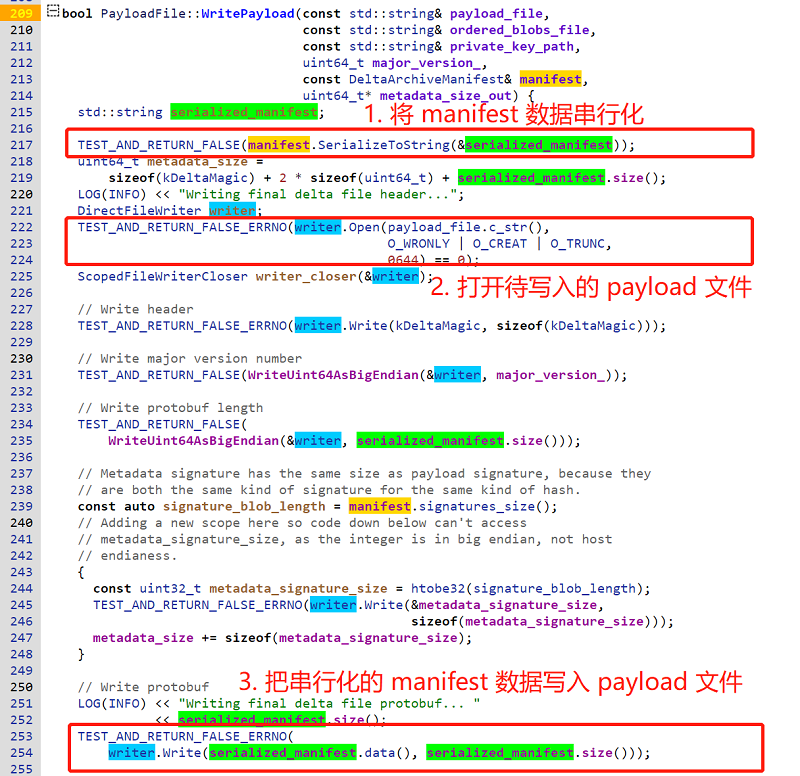 209 bool PayloadFile::WritePayload(const std::string& payload_file,
210 const std::string& ordered_blobs_file,
211 const std::string& private_key_path,
212 uint64_t major_version_,
213 const DeltaArchiveManifest& manifest,
214 uint64_t* metadata_size_out) {
215 std::string serialized_manifest;
1. 将 manifest 数据串行化
216
217 TEST_AND_RETURN_FALSE(manifest.SerializeToString(&serialized_manifest));
218 uint64_t metadata_size =
219 sizeof(kDeltaMagic) + 2 * sizeof(uint64_t) + serialized_manifest.size();
220 LOG(INFO) << "Writing final delta file header...";
221 DirectFileWriter writer;
222 TEST_AND_RETURN_FALSE_ERRNO(writer.Open(payload_file.c_str(),
223 O_WRONLY | O_CREAT | O_TRUNC,
224 0644) == 0);
225 ScopedFileWriterCloser writer_closer(&writer);
2. 打开待写入的 payload 文件
226
227 // Write header
228 TEST_AND_RETURN_FALSE_ERRNO(writer.Write(kDeltaMagic, sizeof(kDeltaMagic)));
229
230 // Write major version number
231 TEST_AND_RETURN_FALSE(WriteUint64AsBigEndian(&writer, major_version_));
232
233 // Write protobuf length
234 TEST_AND_RETURN_FALSE(
235 WriteUint64AsBigEndian(&writer, serialized_manifest.size()));
236
237 // Metadata signature has the same size as payload signature, because they
238 // are both the same kind of signature for the same kind of hash.
239 const auto signature_blob_length = manifest.signatures_size();
240 // Adding a new scope here so code down below can't access
241 // metadata_signature_size, as the integer is in big endian, not host
242 // endianess.
243 {
244 const uint32_t metadata_signature_size = htobe32(signature_blob_length);
245 TEST_AND_RETURN_FALSE_ERRNO(writer.Write(&metadata_signature_size,
246 sizeof(metadata_signature_size)));
247 metadata_size += sizeof(metadata_signature_size);
248 }
249
3. 把串行化的 manifest 数据写入 payload 文件
250 // Write protobuf
251 LOG(INFO) << "Writing final delta file protobuf... "
252 << serialized_manifest.size();
253 TEST_AND_RETURN_FALSE_ERRNO(
254 writer.Write(serialized_manifest.data(), serialized_manifest.size()));
255